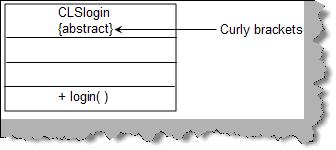 CLSlogin
{abstract}
Curly brackets
+ login( )